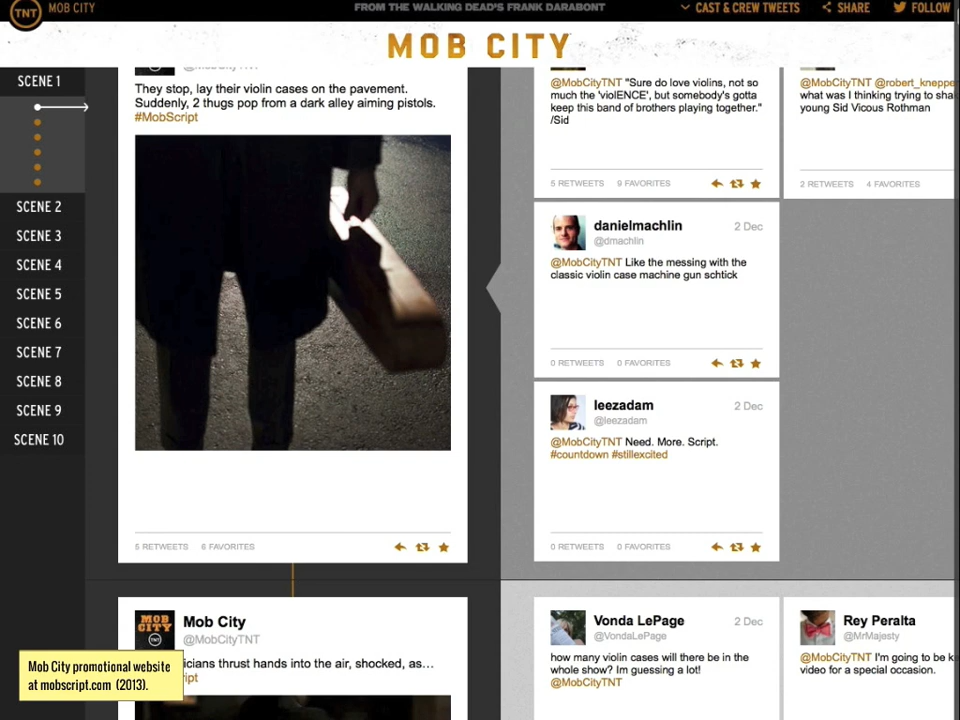 TNT
MOB CITY
FROM THE WALKING DEAD'S FRANK DARABONT
CAST & CREW TWEETS
SHARE
FOLLOW
MOB CITY
SCENE 1
SCENE 2
SCENE 3
SCENE 4
SCENE 5
SCENE 6
SCENE 7
SCENE 8
SCENE 9
SCENE 10
@MobCityTNT
They stop, lay their violin cases on the pavement.
Suddenly, 2 thugs pop from a dark alley aiming pistols.
#MobScript
5 RETWEETS 6 FAVORITES
@MobCityTNT "Sure do love violins, not so
much the 'violENCE', but somebody's gotta
keep this band of brothers playing together."
/Sid
5 RETWEETS 9 FAVORITES
@MobCityTNT @robert_kneppe
what was I thinking trying to sha
young Sid Vicous Rothman
2 RETWEETS 4 FAVORITES
danielmachlin 2 Dec
@dmachlin
@MobCityTNT Like the messing with the
classic violin case machine gun schtick
0 RETWEETS 0 FAVORITES
leezadam 2 Dec
@leezadam
@MobCityTNT Need. More. Script.
#countdown #stillexcited
0 RETWEETS 0 FAVORITES
MOB
CITY
TNT
Mob City
@MobCityTNT
icians thrust hands into the air, shocked, as…
ript
Vonda LePage 2 Dec
@VondaLePage
how many violin cases will there be in the
whole show? Im guessing a lot!
@MobCityTNT
Rey Peralta
@MrMajesty
@MobCityTNT I'm going to be k
video for a special occasion.
Mob City promotional website
at mobscript.com (2013).